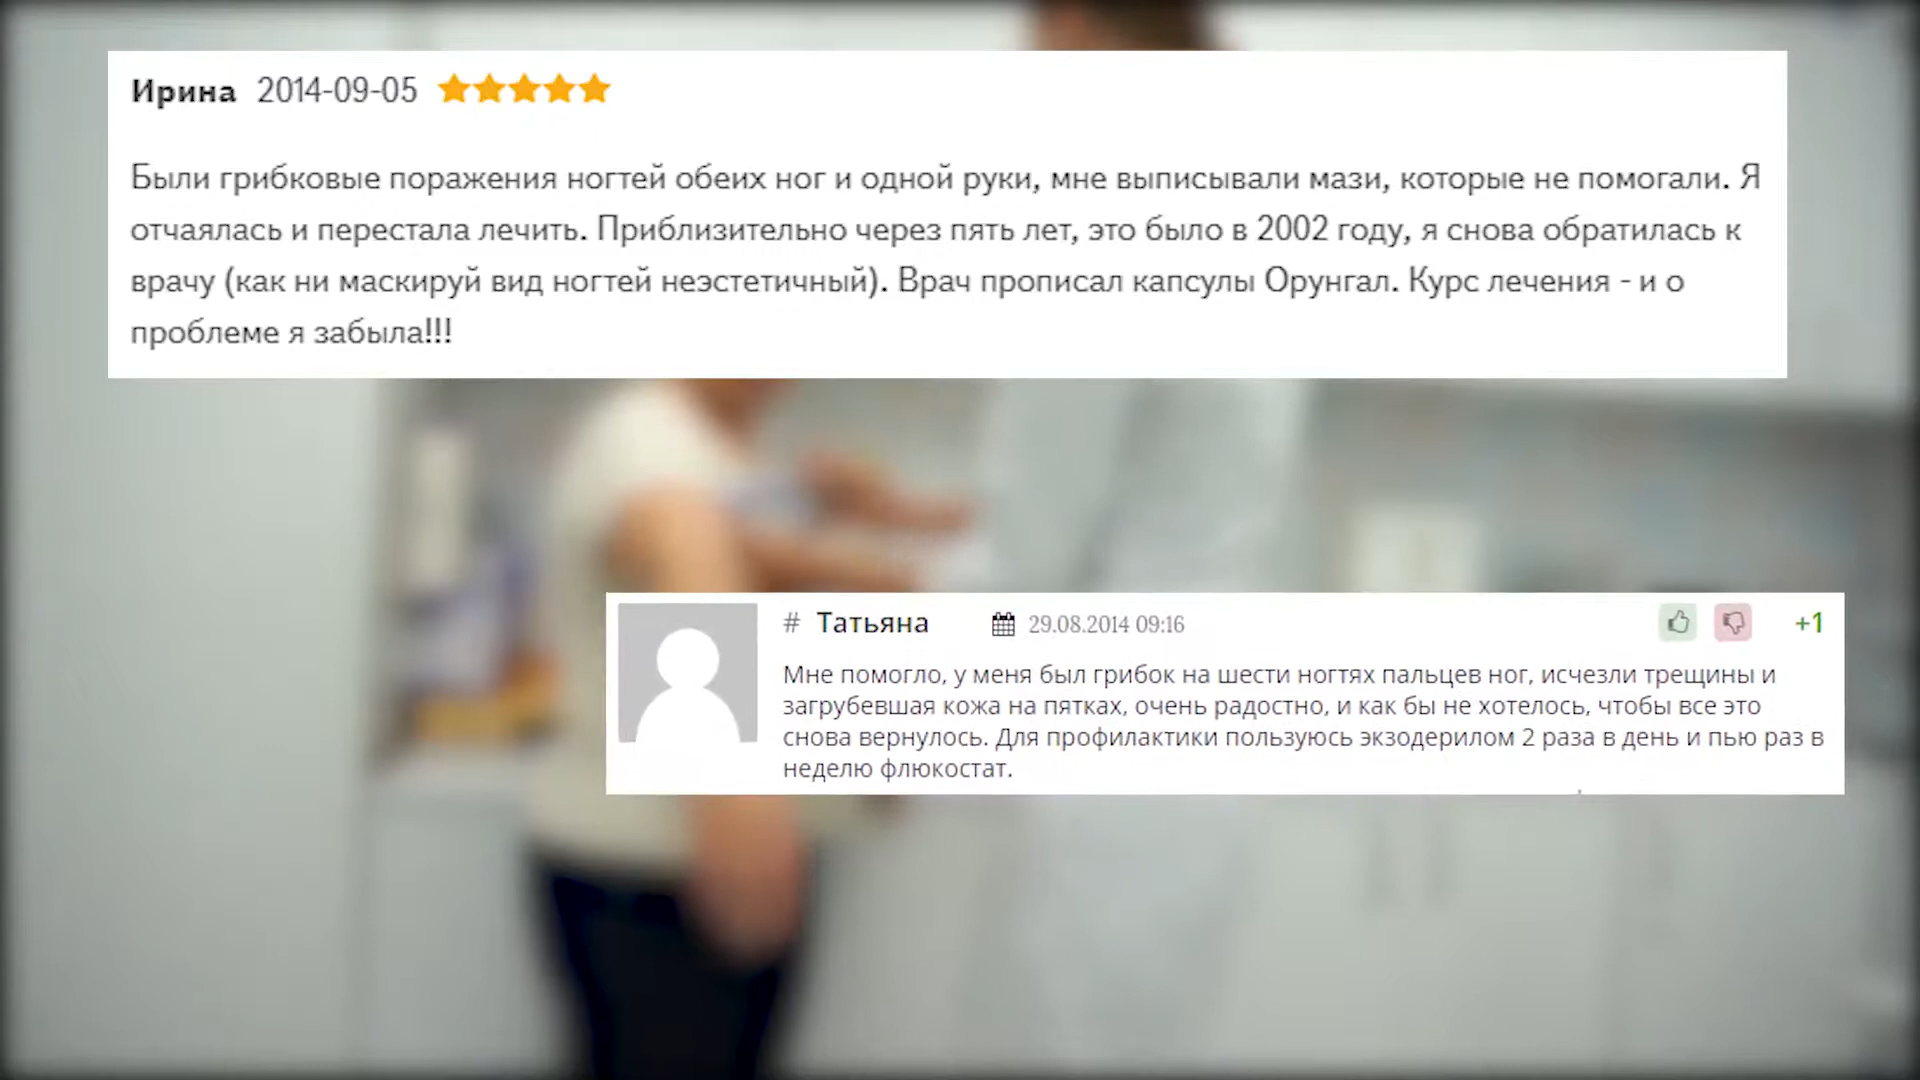 Ирина 2014-09-05
Были грибковые поражения ногтей обеих ног и одной руки, мне выписывали мази, которые не помогали. Я
отчаялась и перестала лечить. Приблизительно через пять лет, это было в 2002 году, я снова обратилась к
врачу (как ни маскируй вид ногтей неэстетичный). Врач прописал капсулы Орунгал. Курс лечения - и о
проблеме я забыла!!!
# Татьяна 29.08.2014 09:16 +1
Мне помогло, у меня был грибок на шести ногтях пальцев ног, исчезли трещины и
загрубевшая кожа на пятках, очень радостно, и как бы не хотелось, чтобы все это
снова вернулось. Для профилактики пользуюсь экзодерилом 2 раза в день и пью раз в
неделю флюкостат.